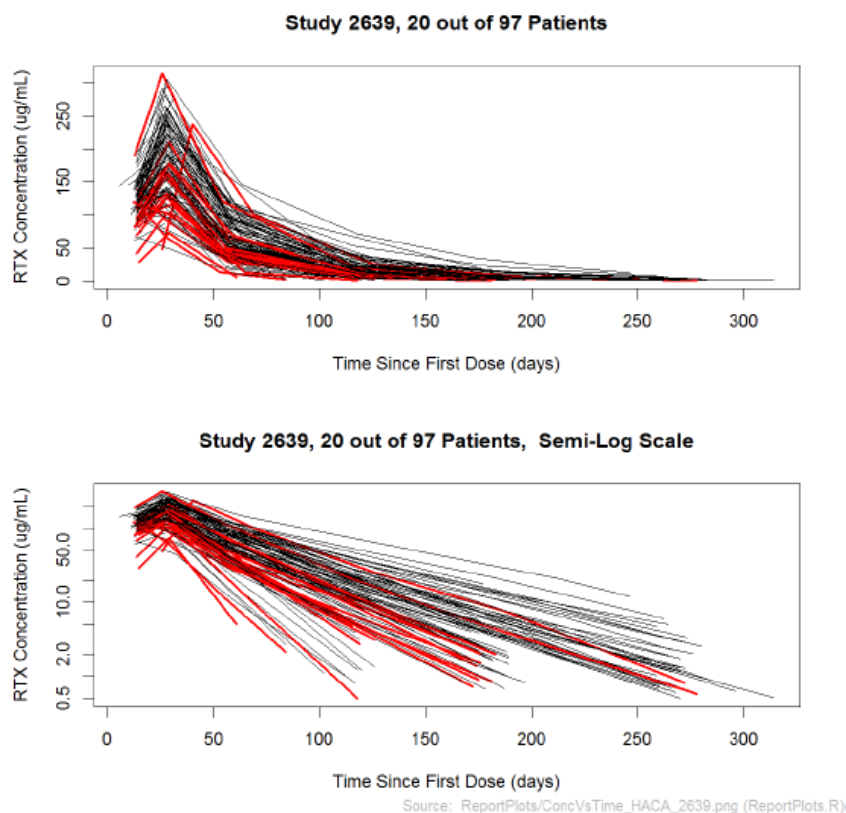 Study 2639, 20 out of 97 Patients
RTX Concentration (ug/mL)
250
150
50
0
0 50 100 150 200 250 300
Time Since First Dose (days)
Study 2639, 20 out of 97 Patients, Semi-Log Scale
RTX Concentration (ug/mL)
50.0
10.0
2.0
0.5
0 50 100 150 200 250 300
Time Since First Dose (days)
Source: ReportPlots/ConcVsTime_HACA_2639.png (ReportPlots.R)